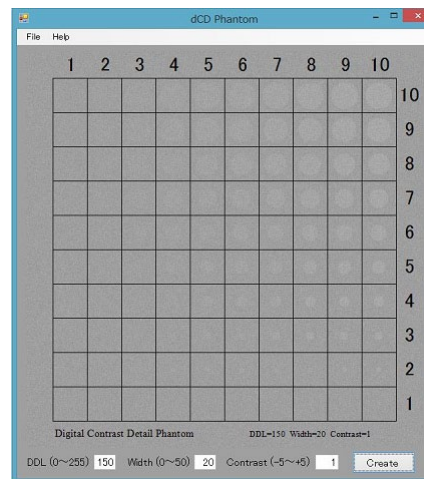 dCD Phantom
File Help
1 2 3 4 5 6 7 8 9 10
10
9
8
7
6
5
4
3
2
1
Digital Contrast Detail Phantom DDL=150 Width=20 Contrast=1
DDL (0~255) 150 Width (0~50) 20 Contrast (-5~+5) 1 Create